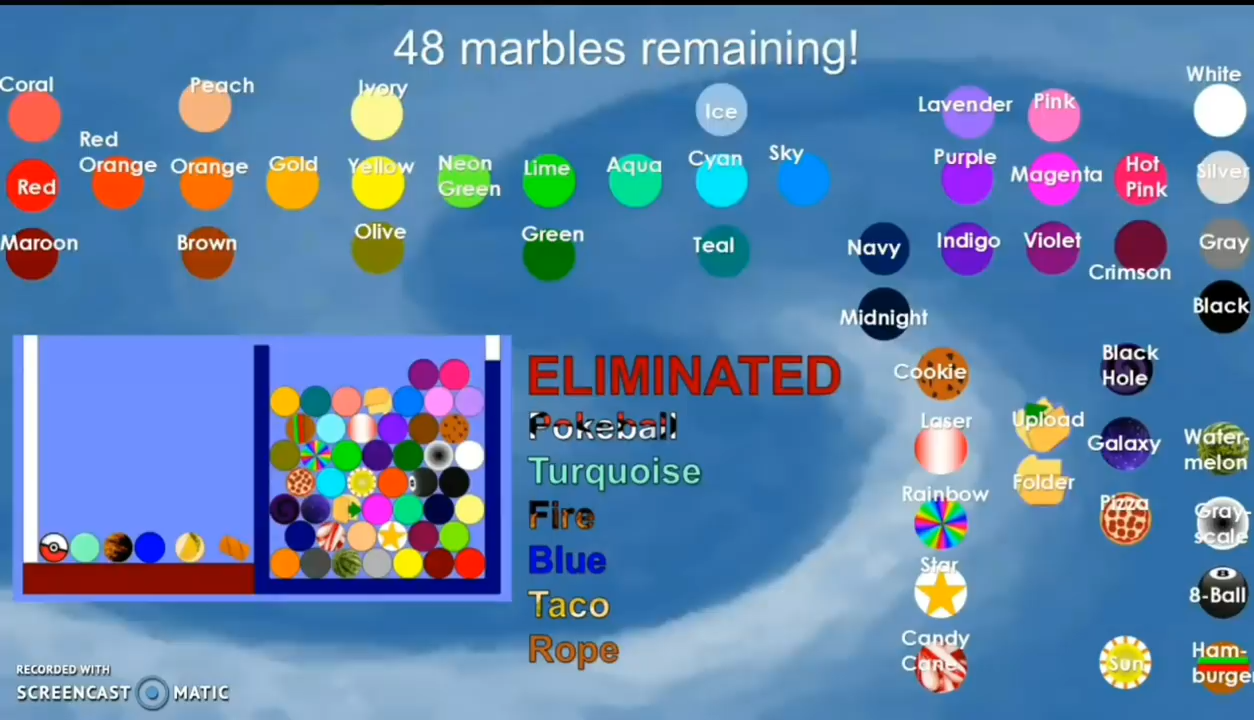 48 marbles remaining!
White
Coral
Peach
Ivory
Ice
Lavender
Pink
Red
Orange
Orange
Gold
Yellow
Neon
Green
Lime
Aqua
Cyan
Sky
Purple
Magenta
Hot
Pink
Silver
Red
Maroon
Brown
Olive
Green
Teal
Navy
Indigo
Violet
Crimson
Gray
Midnight
Black
Cookie
Black
Hole
Laser
Upload
Galaxy
Water-
melon
Folder
Rainbow
Pizza
Gray-
scale
Star
8
8-Ball
Candy
Cane
Sun
Ham-
burger
ELIMINATED
Pokeball
Turquoise
Fire
Blue
Taco
Rope
RECORDED WITH
SCREENCAST MATIC